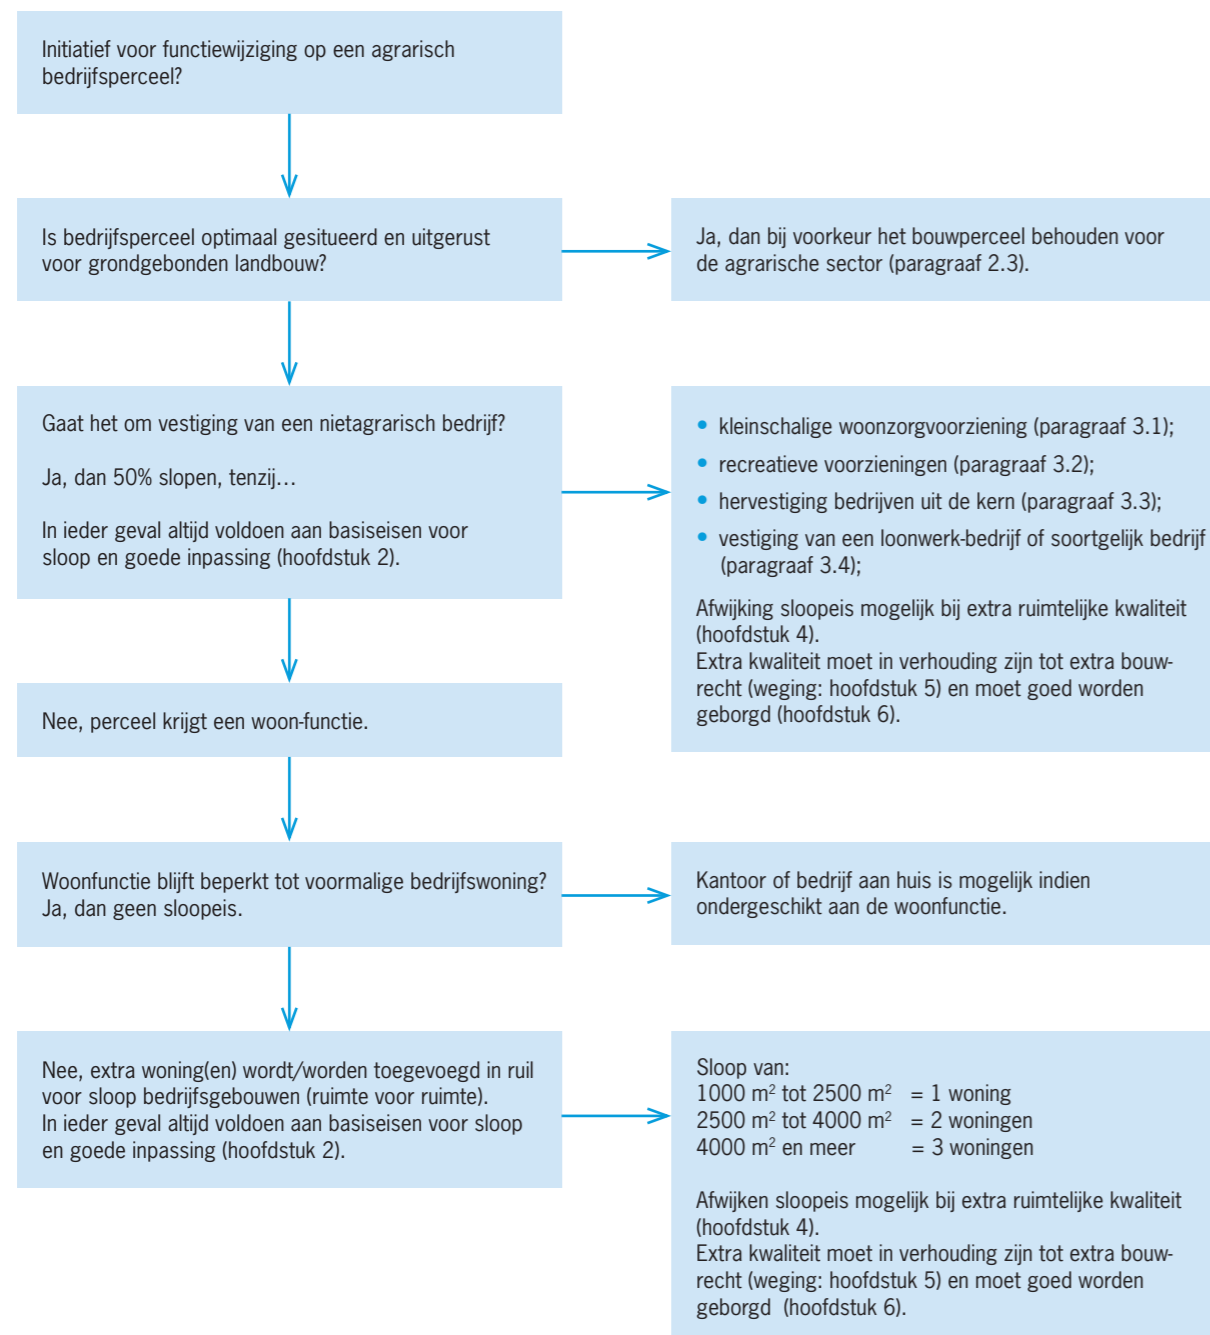 Initiatief voor functiewijziging op een agrarisch
bedrijfsperceel?
Is bedrijfsperceel optimaal gesitueerd en uitgerust
voor grondgebonden landbouw?
Ja, dan bij voorkeur het bouwperceel behouden voor
de agrarische sector (paragraaf 2.3).
Gaat het om vestiging van een nietagrarisch bedrijf?
Ja, dan 50% slopen, tenzij…
In ieder geval altijd voldoen aan basiseisen voor
sloop en goede inpassing (hoofdstuk 2).
• kleinschalige woonzorgvoorziening (paragraaf 3.1);
• recreatieve voorzieningen (paragraaf 3.2);
• hervestiging bedrijven uit de kern (paragraaf 3.3);
• vestiging van een loonwerk-bedrijf of soortgelijk bedrijf
(paragraaf 3.4);
Afwijking sloopeis mogelijk bij extra ruimtelijke kwaliteit
(hoofdstuk 4).
Extra kwaliteit moet in verhouding zijn tot extra bouw-
recht (weging: hoofdstuk 5) en moet goed worden
geborgd (hoofdstuk 6).
Nee, perceel krijgt een woon-functie.
Woonfunctie blijft beperkt tot voormalige bedrijfswoning?
Ja, dan geen sloopeis.
Kantoor of bedrijf aan huis is mogelijk indien
ondergeschikt aan de woonfunctie.
Nee, extra woning(en) wordt/worden toegevoegd in ruil
voor sloop bedrijfsgebouwen (ruimte voor ruimte).
In ieder geval altijd voldoen aan basiseisen voor sloop
en goede inpassing (hoofdstuk 2).
Sloop van:
1000 m² tot 2500 m² = 1 woning
2500 m² tot 4000 m² = 2 woningen
4000 m² en meer = 3 woningen
Afwijken sloopeis mogelijk bij extra ruimtelijke kwaliteit
(hoofdstuk 4).
Extra kwaliteit moet in verhouding zijn tot extra bouw-
recht (weging: hoofdstuk 5) en moet goed worden
geborgd (hoofdstuk 6).